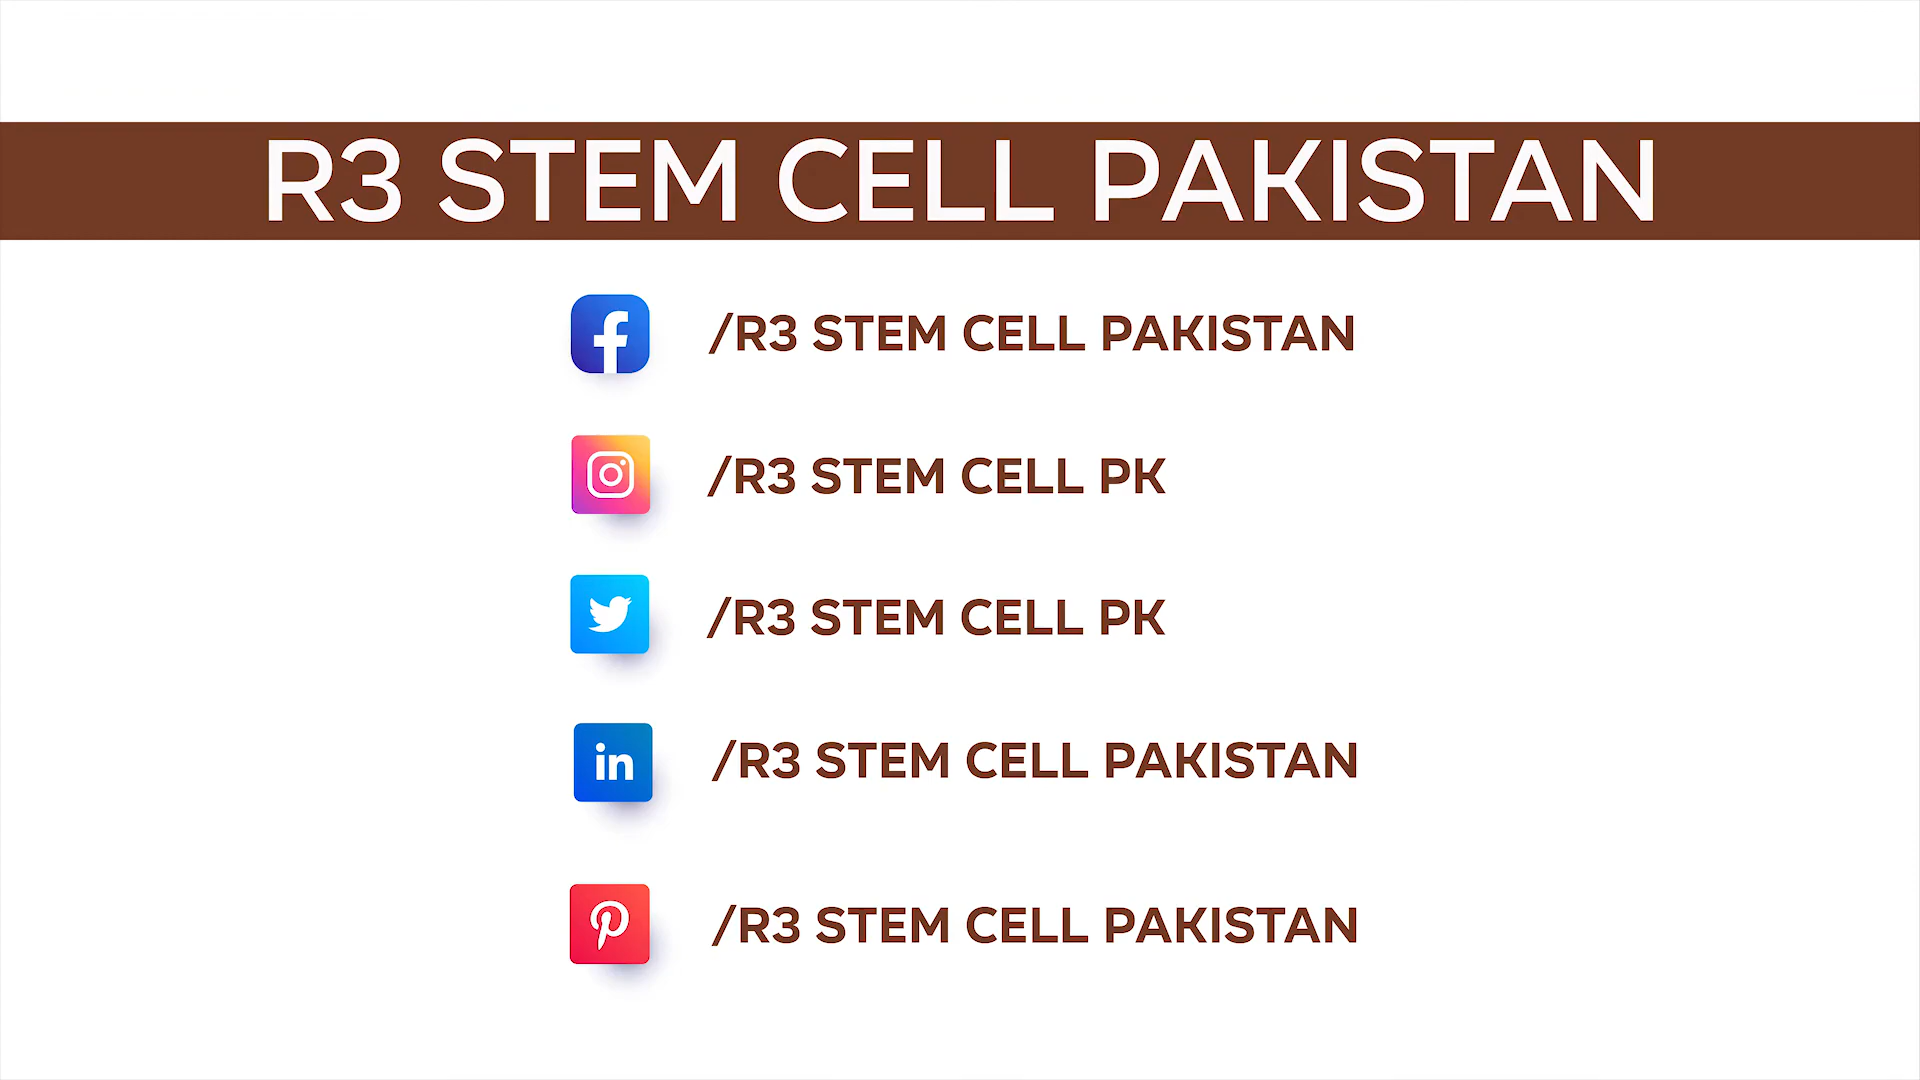 R3 STEM CELL PAKISTAN
/R3 STEM CELL PAKISTAN
/R3 STEM CELL PK
/R3 STEM CELL PK
in /R3 STEM CELL PAKISTAN
/R3 STEM CELL PAKISTAN